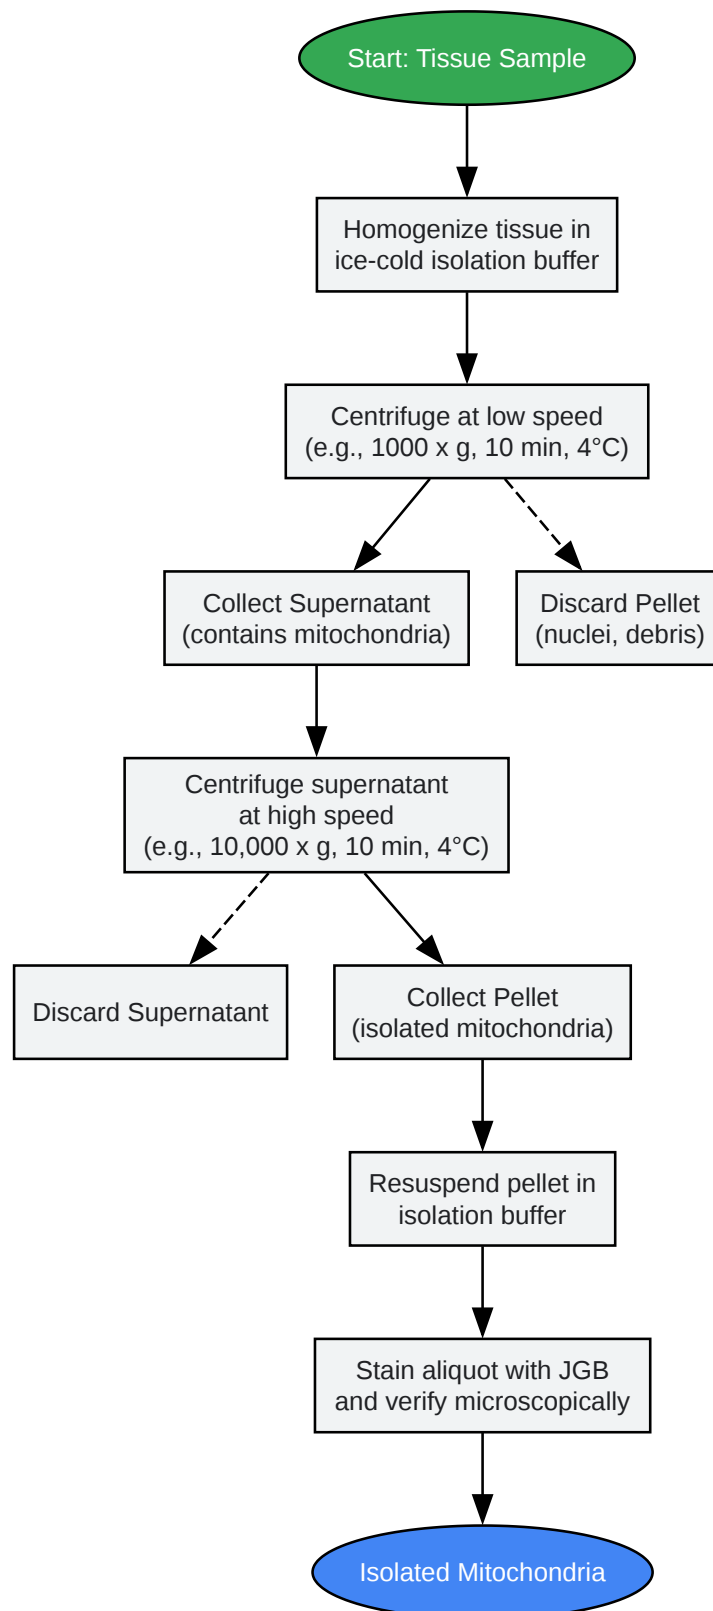 Start: Tissue Sample
Homogenize tissue in
ice-cold isolation buffer
Centrifuge at low speed
(e.g., 1000 x g, 10 min, 4°C)
Collect Supernatant
(contains mitochondria)
Discard Pellet
(nuclei, debris)
Centrifuge supernatant
at high speed
(e.g., 10,000 x g, 10 min, 4°C)
Discard Supernatant
Collect Pellet
(isolated mitochondria)
Resuspend pellet in
isolation buffer
Stain aliquot with JGB
and verify microscopically
Isolated Mitochondria